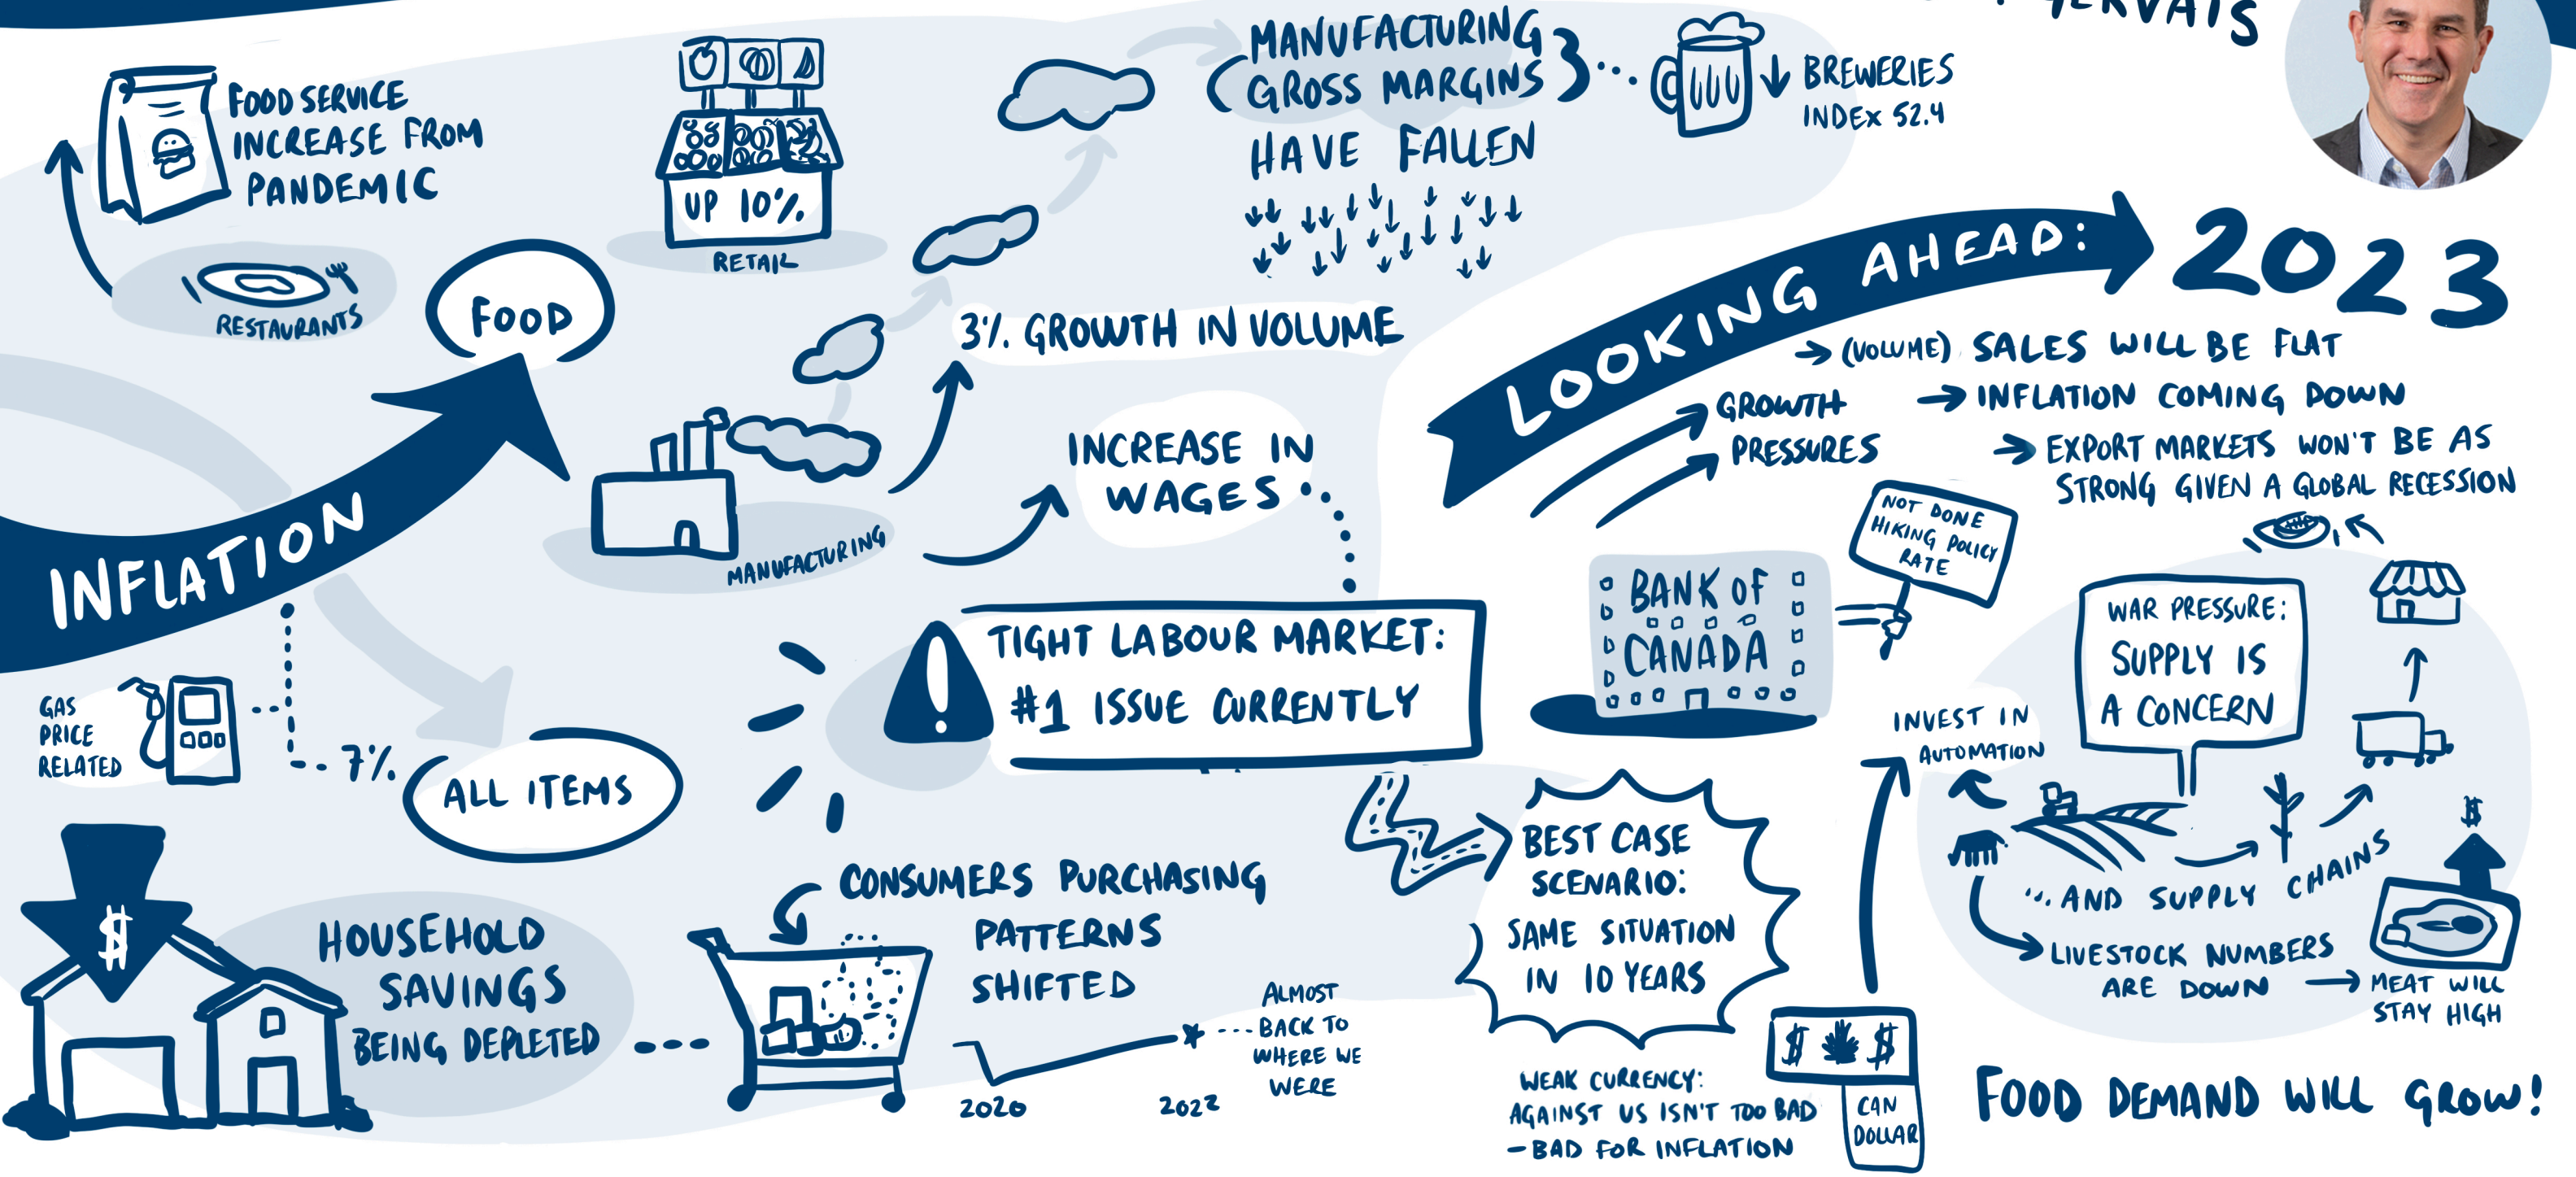 GERVAIS
FOOD SERVICE
INCREASE FROM
PANDEMIC
RESTAURANTS
FOOD
UP 10%
RETAIL
MANUFACTURING
GROSS MARGINS
HAVE FALLEN
BREWERIES
INDEX 52.4
3% GROWTH IN VOLUME
INCREASE IN
WAGES
MANUFACTURING
INFLATION
GAS
PRICE
RELATED
7%
ALL ITEMS
TIGHT LABOUR MARKET:
#1 ISSUE CURRENTLY
$
HOUSEHOLD
SAVINGS
BEING DEPLETED
CONSUMERS PURCHASING
PATTERNS
SHIFTED
2020
2022
ALMOST
BACK TO
WHERE WE
WERE
LOOKING AHEAD:
2023
(VOLUME) SALES WILL BE FLAT
GROWTH
PRESSURES
INFLATION COMING DOWN
EXPORT MARKETS WON'T BE AS
STRONG GIVEN A GLOBAL RECESSION
BANK OF
CANADA
NOT DONE
HIKING POLICY
RATE
BEST CASE
SCENARIO:
SAME SITUATION
IN 10 YEARS
WEAK CURRENCY:
AGAINST US ISN'T TOO BAD
- BAD FOR INFLATION
$ $
CAN
DOLLAR
INVEST IN
AUTOMATION
WAR PRESSURE:
SUPPLY IS
A CONCERN
...AND SUPPLY CHAINS
LIVESTOCK NUMBERS
ARE DOWN
$
MEAT WILL
STAY HIGH
FOOD DEMAND WILL GROW!